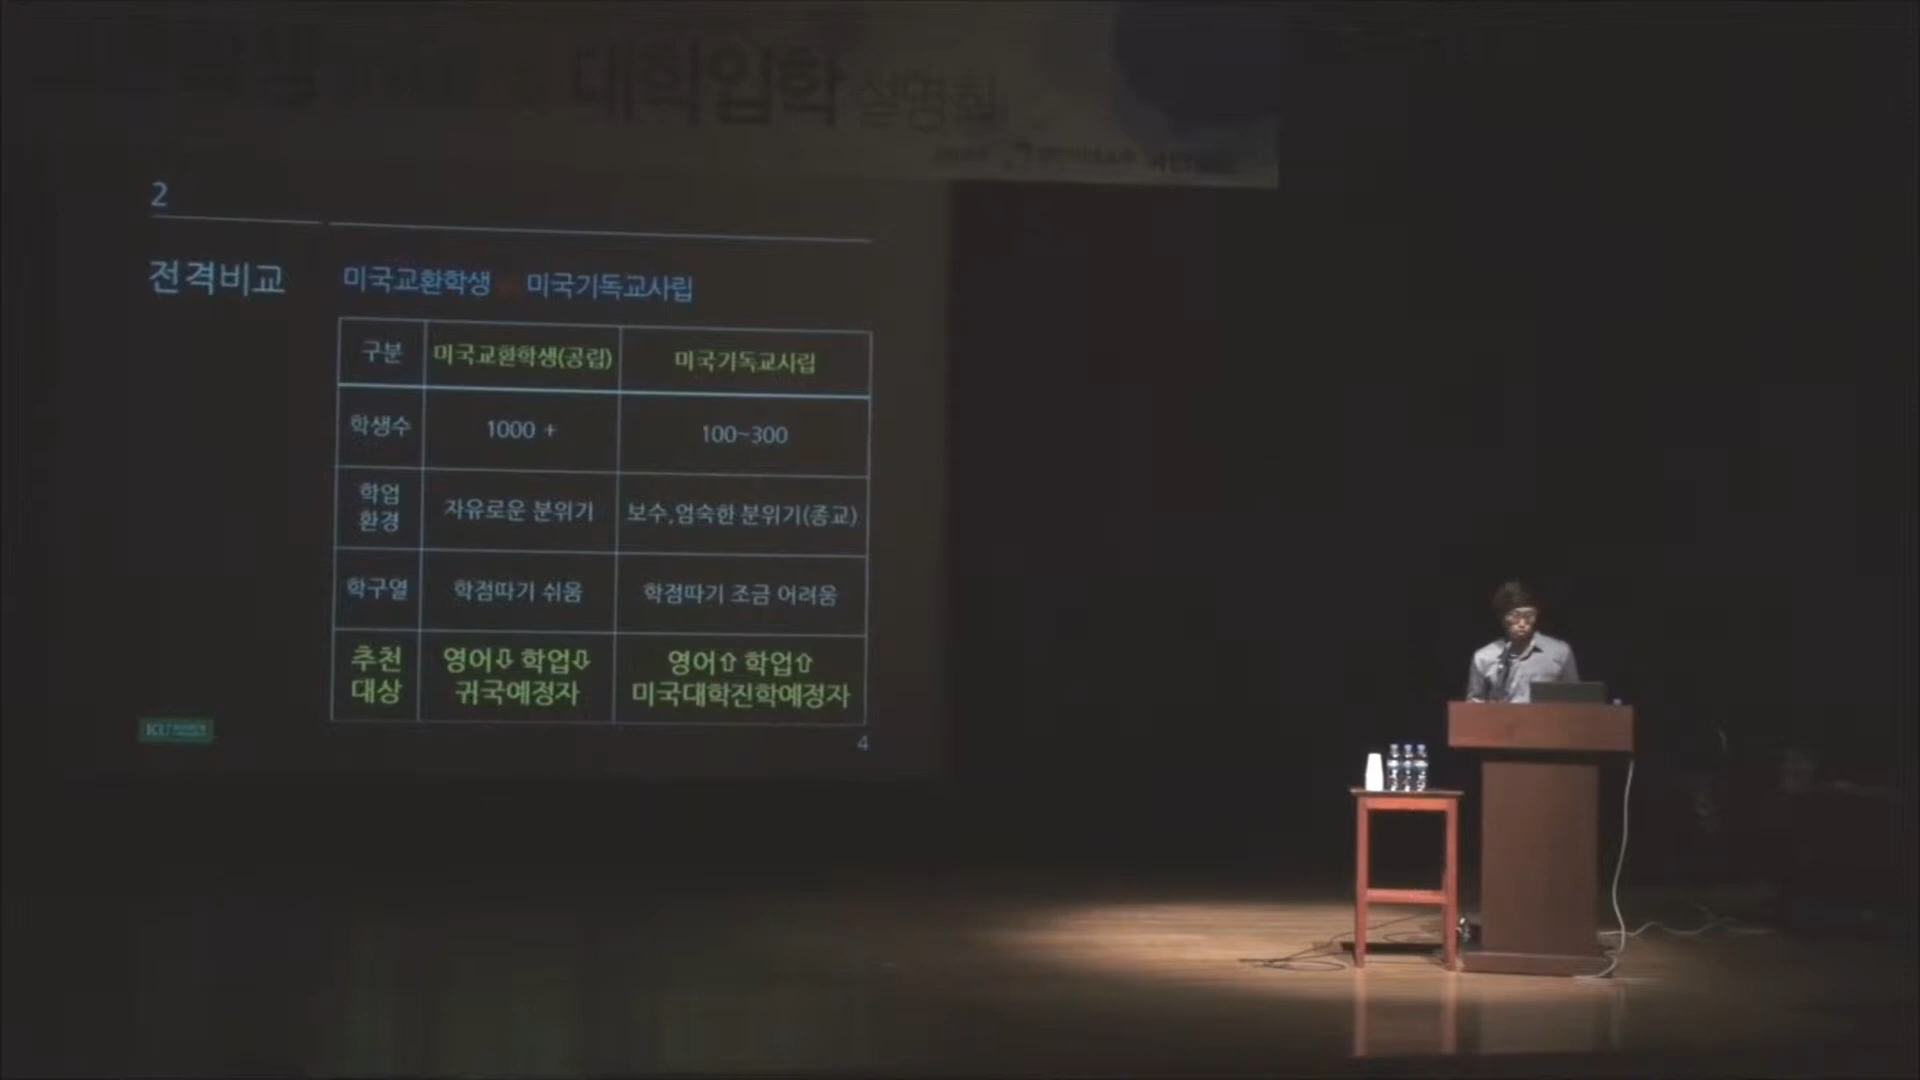 대학입학 설명회
2
전격비교
미국교환학생 미국기독교사립
구분 미국교환학생(공립) 미국기독교사립
학생수 1000 + 100~300
학업
환경
자유로운 분위기 보수,엄숙한 분위기(종교)
학구열 학점따기 쉬움 학점따기 조금 어려움
추천
대상
영어⇩ 학업⇩
귀국예정자
영어⇧ 학업⇧
미국대학진학예정자
4